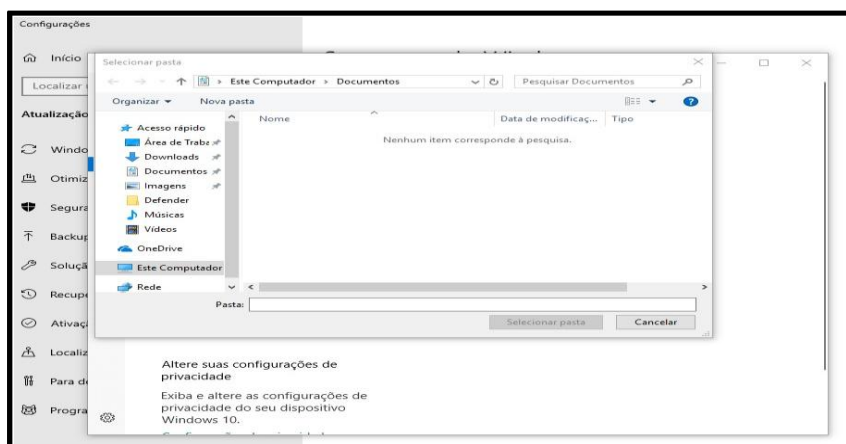 Configurações
Início
Localizar
Atualização
Windo
Otimiz
Segura
Backup
Soluçã
Recupe
Ativaç
Localiz
Para de
Progra
Selecionar pasta
Este Computador > Documentos
Pesquisar Documentos
Organizar
Nova pasta
Nome
Data de modificaç...
Tipo
Nenhum item corresponde à pesquisa.
Acesso rápido
Área de Traba
Downloads
Documentos
Imagens
Defender
Músicas
Vídeos
OneDrive
Este Computador
Rede
Pasta:
Selecionar pasta
Cancelar
Altere suas configurações de
privacidade
Exiba e altere as configurações de
privacidade do seu dispositivo
Windows 10.